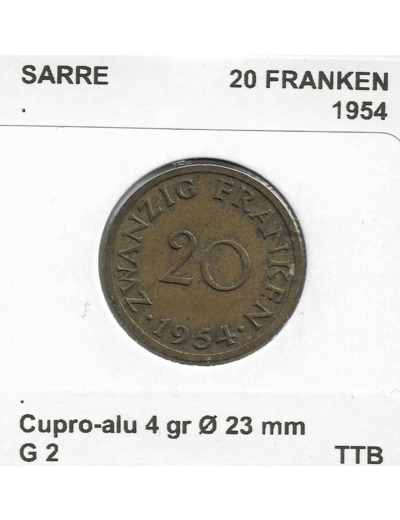 SARRE 20 FRANKEN
. 1954
ZWANZIG FRANKEN
20
· 1954 ·
Cupro-alu 4 gr Ø 23 mm
G 2 TTB